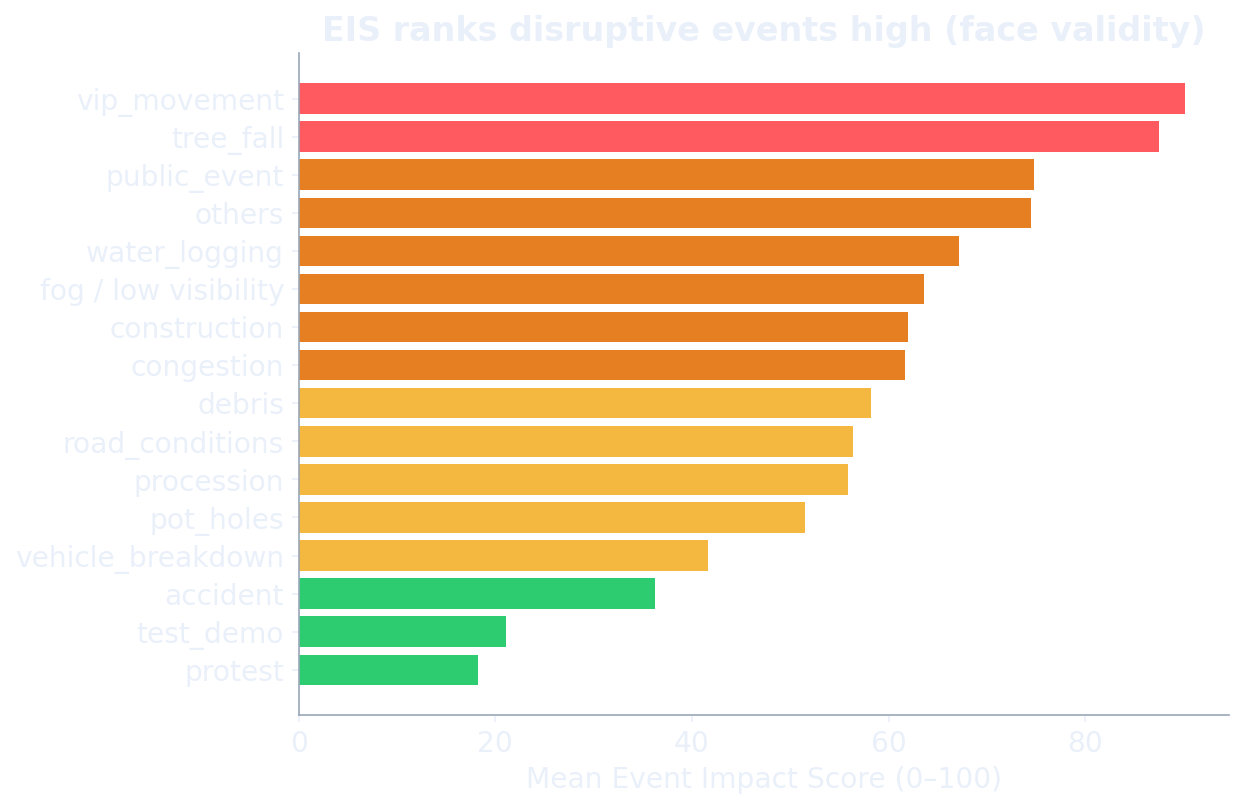 EIS ranks disruptive events high (face validity)
vip_movement
tree_fall
public_event
others
water_logging
fog / low visibility
construction
congestion
debris
road_conditions
procession
pot_holes
vehicle_breakdown
accident
test_demo
protest
0 20 40 60 80
Mean Event Impact Score (0–100)